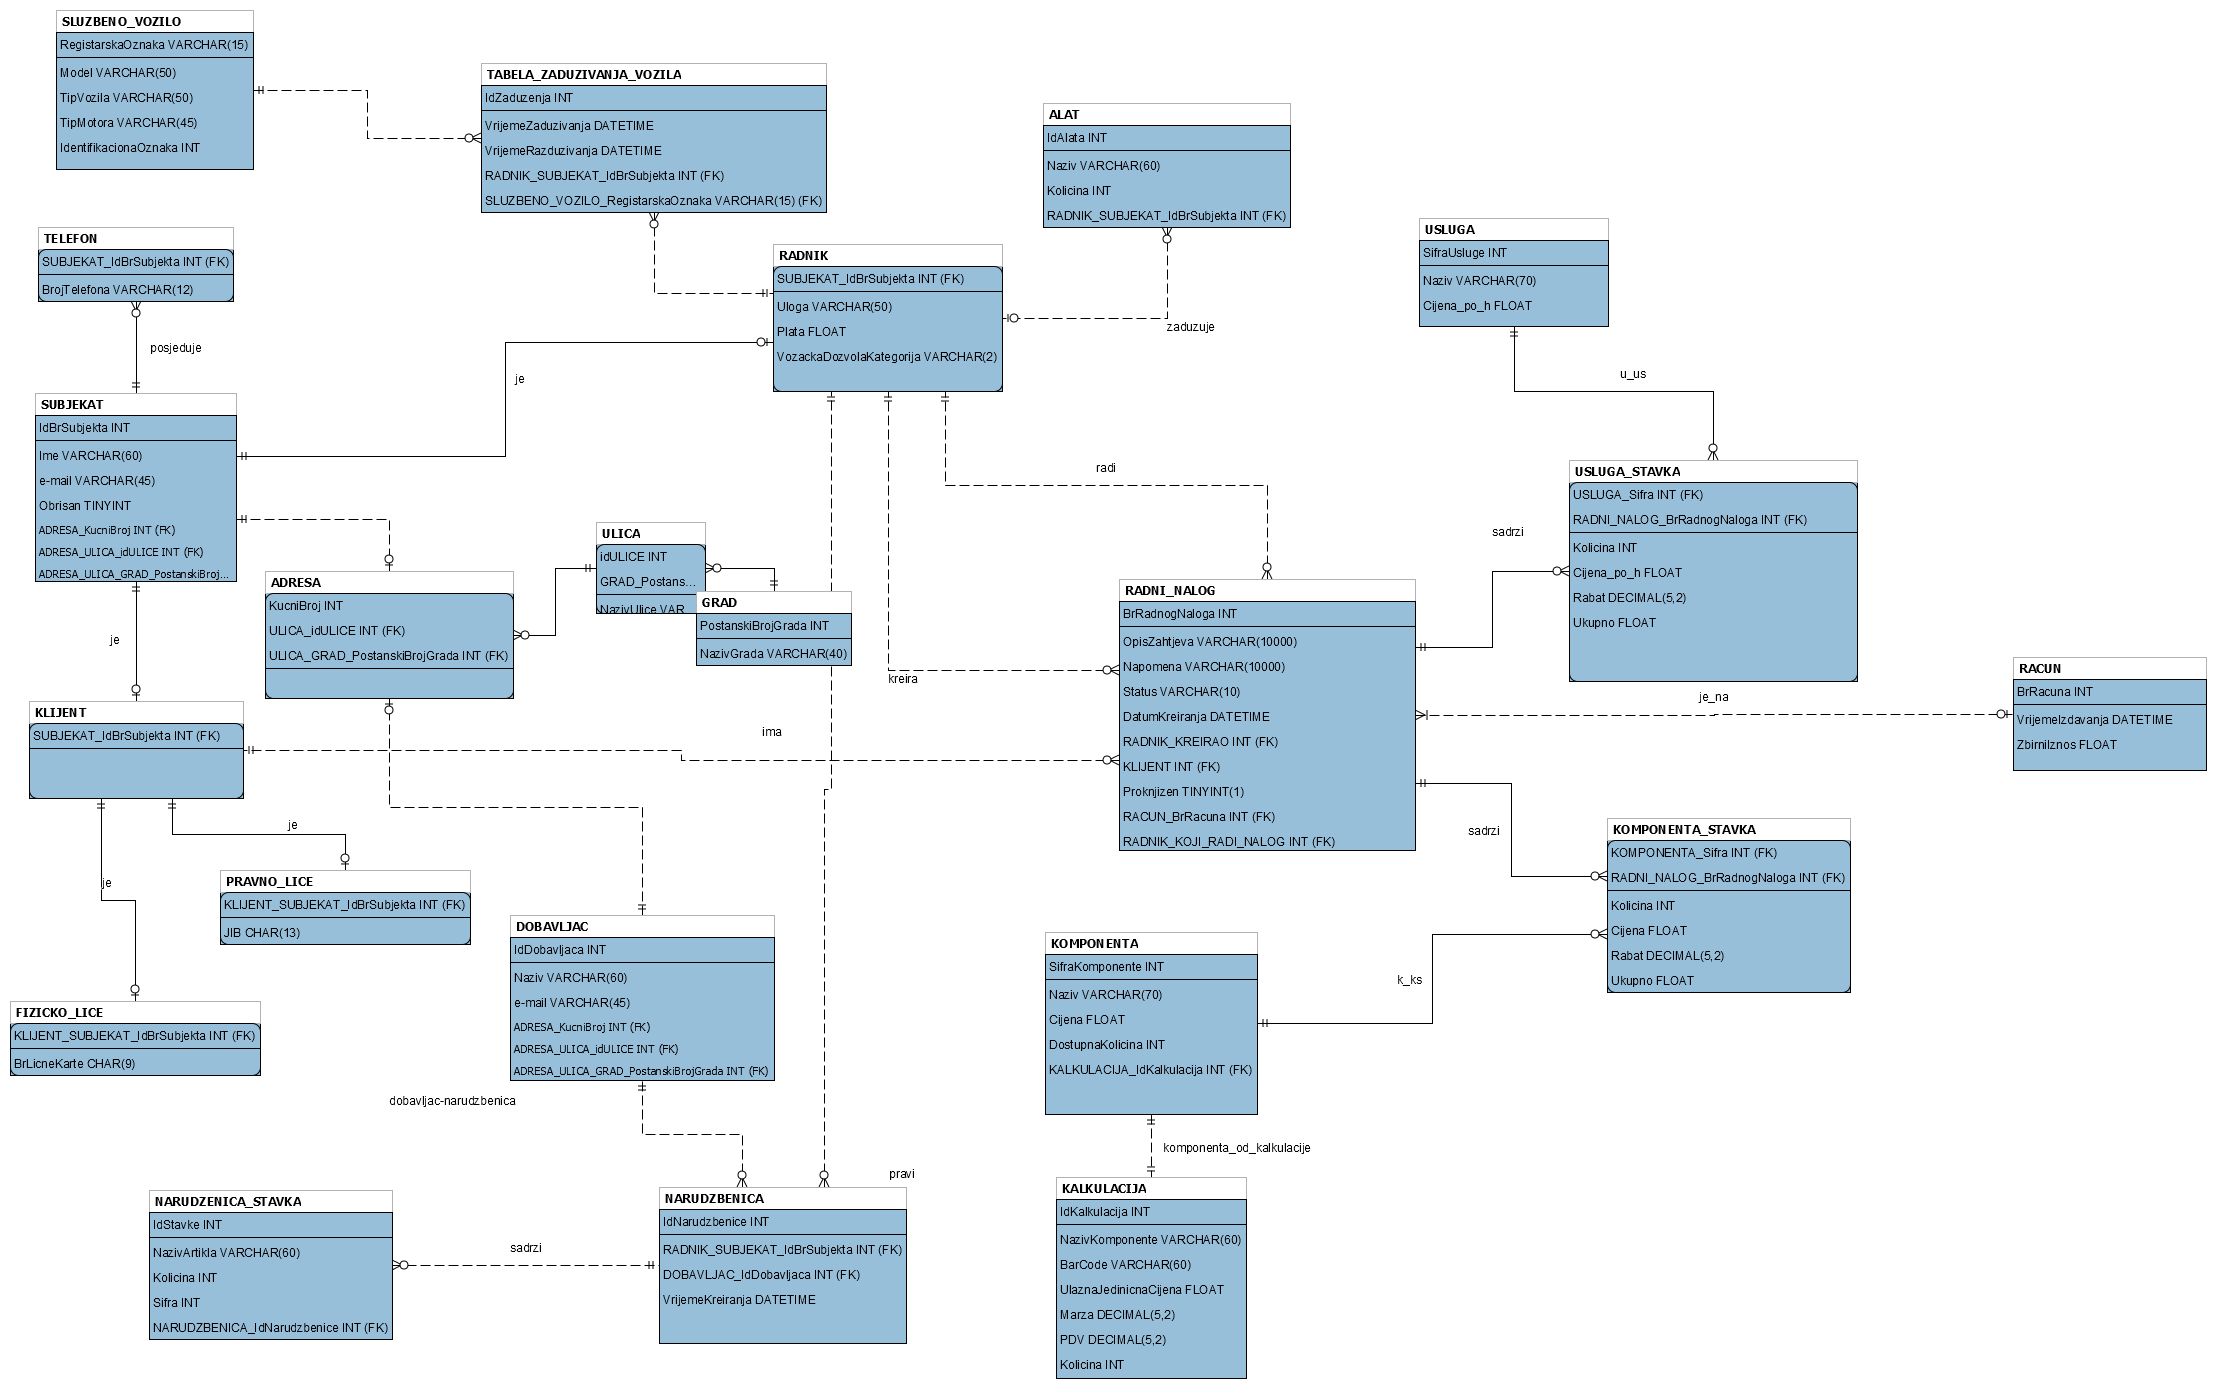 SLUZBENO_VOZILO
RegistarskaOznaka VARCHAR(15)
Model VARCHAR(50)
TipVozila VARCHAR(50)
TipMotora VARCHAR(45)
IdentifikacionaOznaka INT
TABELA_ZADUZIVANJA_VOZILA
IdZaduzenja INT
VrijemeZaduzivanja DATETIME
VrijemeRazduzivanja DATETIME
RADNIK_SUBJEKAT_IdBrSubjekta INT (FK)
SLUZBENO_VOZILO_RegistarskaOznaka VARCHAR(15) (FK)
ALAT
IdAlata INT
Naziv VARCHAR(60)
Kolicina INT
RADNIK_SUBJEKAT_IdBrSubjekta INT (FK)
TELEFON
SUBJEKAT_IdBrSubjekta INT (FK)
BrojTelefona VARCHAR(12)
RADNIK
SUBJEKAT_IdBrSubjekta INT (FK)
Uloga VARCHAR(50)
Plata FLOAT
VozackaDozvolaKategorija VARCHAR(2)
zaduzuje
USLUGA
SifraUsluge INT
Naziv VARCHAR(70)
Cijena_po_h FLOAT
posjeduje
je
u_us
SUBJEKAT
IdBrSubjekta INT
Ime VARCHAR(60)
e-mail VARCHAR(45)
Obrisan TINYINT
ADRESA_KucniBroj INT (FK)
ADRESA_ULICA_idULICE INT (FK)
ADRESA_ULICA_GRAD_PostanskiBroj...
radi
USLUGA_STAVKA
USLUGA_Sifra INT (FK)
RADNI_NALOG_BrRadnogNaloga INT (FK)
Kolicina INT
Cijena_po_h FLOAT
Rabat DECIMAL(5,2)
Ukupno FLOAT
sadrzi
ULICA
idULICE INT
GRAD_Postans...
NazivUlice VAR
GRAD
PostanskiBrojGrada INT
NazivGrada VARCHAR(40)
ADRESA
KucniBroj INT
ULICA_idULICE INT (FK)
ULICA_GRAD_PostanskiBrojGrada INT (FK)
RADNI_NALOG
BrRadnogNaloga INT
OpisZahtjeva VARCHAR(10000)
Napomena VARCHAR(10000)
Status VARCHAR(10)
DatumKreiranja DATETIME
RADNIK_KREIRAO INT (FK)
KLIJENT INT (FK)
Proknjizen TINYINT(1)
RACUN_BrRacuna INT (FK)
RADNIK_KOJI_RADI_NALOG INT (FK)
je
kreira
je_na
RACUN
BrRacuna INT
VrijemeIzdavanja DATETIME
ZbirniIznos FLOAT
KLIJENT
SUBJEKAT_IdBrSubjekta INT (FK)
ima
je
sadrzi
KOMPONENTA_STAVKA
KOMPONENTA_Sifra INT (FK)
RADNI_NALOG_BrRadnogNaloga INT (FK)
Kolicina INT
Cijena FLOAT
Rabat DECIMAL(5,2)
Ukupno FLOAT
je
PRAVNO_LICE
KLIJENT_SUBJEKAT_IdBrSubjekta INT (FK)
JIB CHAR(13)
DOBAVLJAC
IdDobavljaca INT
Naziv VARCHAR(60)
e-mail VARCHAR(45)
ADRESA_KucniBroj INT (FK)
ADRESA_ULICA_idULICE INT (FK)
ADRESA_ULICA_GRAD_PostanskiBrojGrada INT (FK)
KOMPONENTA
SifraKomponente INT
Naziv VARCHAR(70)
Cijena FLOAT
DostupnaKolicina INT
KALKULACIJA_IdKalkulacija INT (FK)
k_ks
FIZICKO_LICE
KLIJENT_SUBJEKAT_IdBrSubjekta INT (FK)
BrLicneKarte CHAR(9)
dobavljac-narudzbenica
komponenta_od_kalkulacije
pravi
NARUDZENICA_STAVKA
IdStavke INT
NazivArtikla VARCHAR(60)
Kolicina INT
Sifra INT
NARUDZBENICA_IdNarudzbenice INT (FK)
sadrzi
NARUDZBENICA
IdNarudzbenice INT
RADNIK_SUBJEKAT_IdBrSubjekta INT (FK)
DOBAVLJAC_IdDobavljaca INT (FK)
VrijemeKreiranja DATETIME
KALKULACIJA
IdKalkulacija INT
NazivKomponente VARCHAR(60)
BarCode VARCHAR(60)
UlaznaJedinicnaCijena FLOAT
Marza DECIMAL(5,2)
PDV DECIMAL(5,2)
Kolicina INT